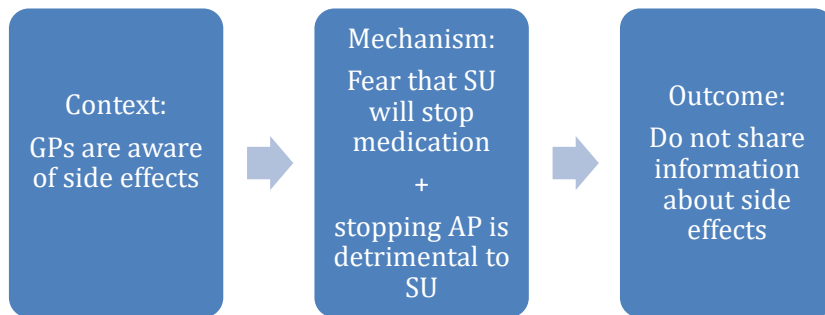 Context:
GPs are aware
of side effects
Mechanism:
Fear that SU
will stop
medication
+
stopping AP is
detrimental to
SU
Outcome:
Do not share
information
about side
effects